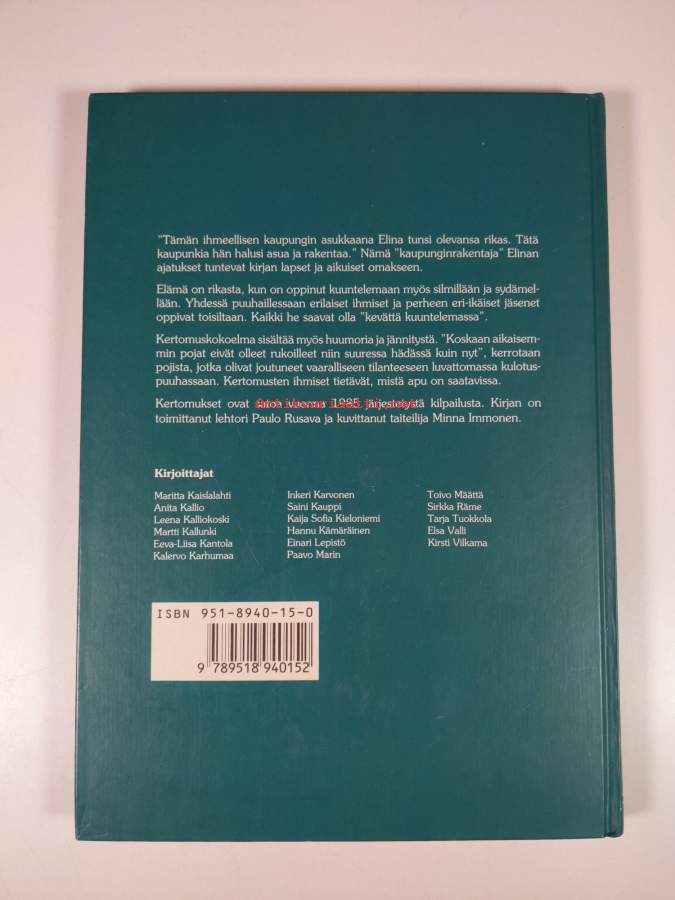 "Tämän ihmeellisen kaupungin asukkaana Elina tunsi olevansa rikas. Tätä
kaupunkia hän halusi asua ja rakentaa." Nämä "kaupunginrakentaja" Elinan
ajatukset tuntevat kirjan lapset ja aikuiset omakseen.
Elämä on rikasta, kun on oppinut kuuntelemaan myös silmillään ja sydämel-
lään. Yhdessä puuhaillessaan erilaiset ihmiset ja perheen eri-ikäiset jäsenet
oppivat toisiltaan. Kaikki he saavat olla "kevättä kuuntelemassa".
Kertomuskokoelma sisältää myös huumoria ja jännitystä. "Koskaan aikaisem-
min pojat eivät olleet rukoilleet niin suuressa hädässä kuin nyt", kerrotaan
pojista, jotka olivat joutuneet vaaralliseen tilanteeseen luvattomassa kulotus-
puuhassaan. Kertomusten ihmiset tietävät, mistä apu on saatavissa.
Kertomukset ovat satoa vuonna 1985 järjestetystä kilpailusta. Kirjan on
toimittanut lehtori Paulo Rusava ja kuvittanut taiteilija Minna Immonen.
Kirjoittajat
Maritta Kaislalahti
Anita Kallio
Leena Kalliokoski
Martti Kallunki
Eeva-Liisa Kantola
Kalervo Karhumaa
Inkeri Karvonen
Saini Kauppi
Kaija Sofia Kieloniemi
Hannu Kämäräinen
Einari Lepistö
Paavo Marin
Toivo Määttä
Sirkka Räme
Tarja Tuokkola
Elsa Valli
Kirsti Vilkama
ISBN 951-8940-15-0
9 789518 940152